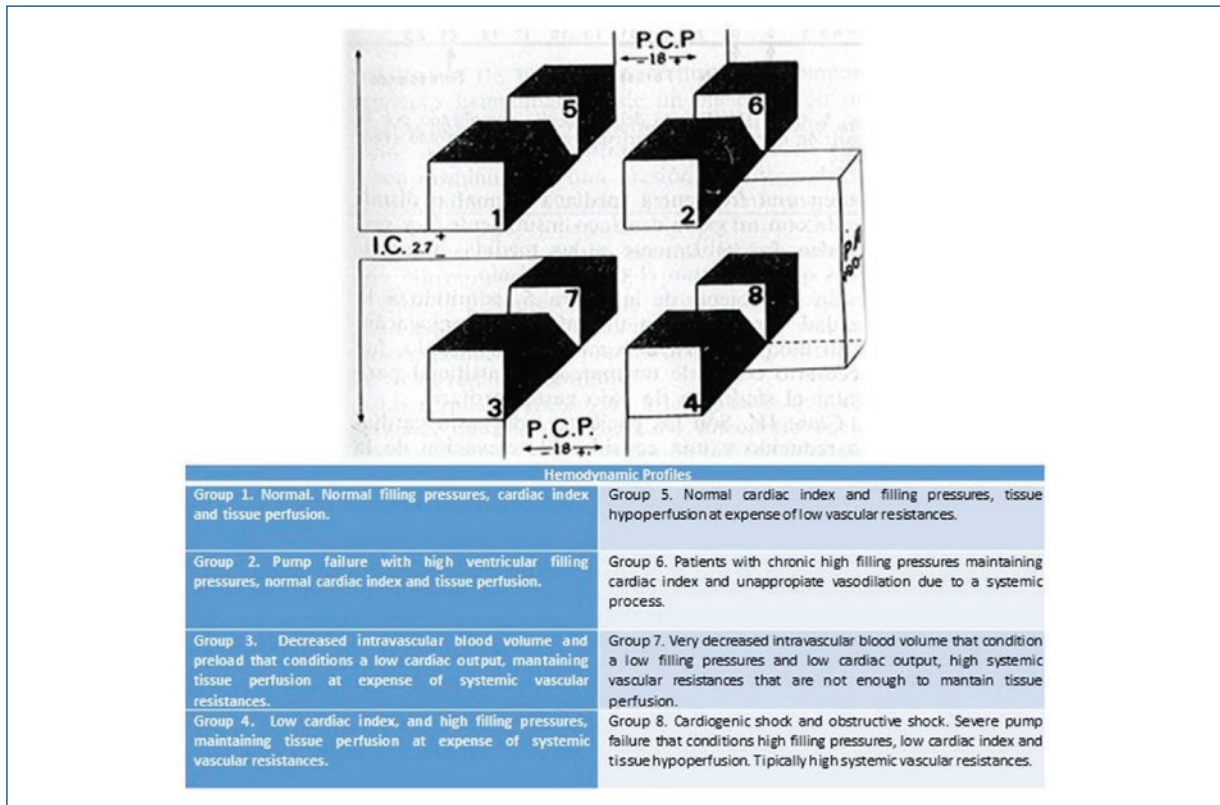 P.C.P
− 18 +
5
6
1
2
I.C. 2.7 + −
7
8
3
4
P. C. P.
− 18 +
Hemodynamic Profiles
Group 1. Normal. Normal filling pressures, cardiac index
and tissue perfusion.
Group 5. Normal cardiac index and filling pressures, tissue
hypoperfusion at expense of low vascular resistances.
Group 2. Pump failure with high ventricular filling
pressures, normal cardiac index and tissue perfusion.
Group 6. Patients with chronic high filling pressures maintaining
cardiac index and unappropiate vasodilation due to a systemic
process.
Group 3. Decreased intravascular blood volume and
preload that conditions a low cardiac output, mantaining
tissue perfusion at expense of systemic vascular
resistances.
Group 7. Very decreased intravascular blood volume that condition
a low filling pressures and low cardiac output, high systemic
vascular resistances that are not enough to mantain tissue
perfusion.
Group 4. Low cardiac index, and high filling pressures,
maintaining tissue perfusion at expense of systemic
vascular resistances.
Group 8. Cardiogenic shock and obstructive shock. Severe pump
failure that conditions high filling pressures, low cardiac index and
tissue hypoperfusion. Tipically high systemic vascular resistances.